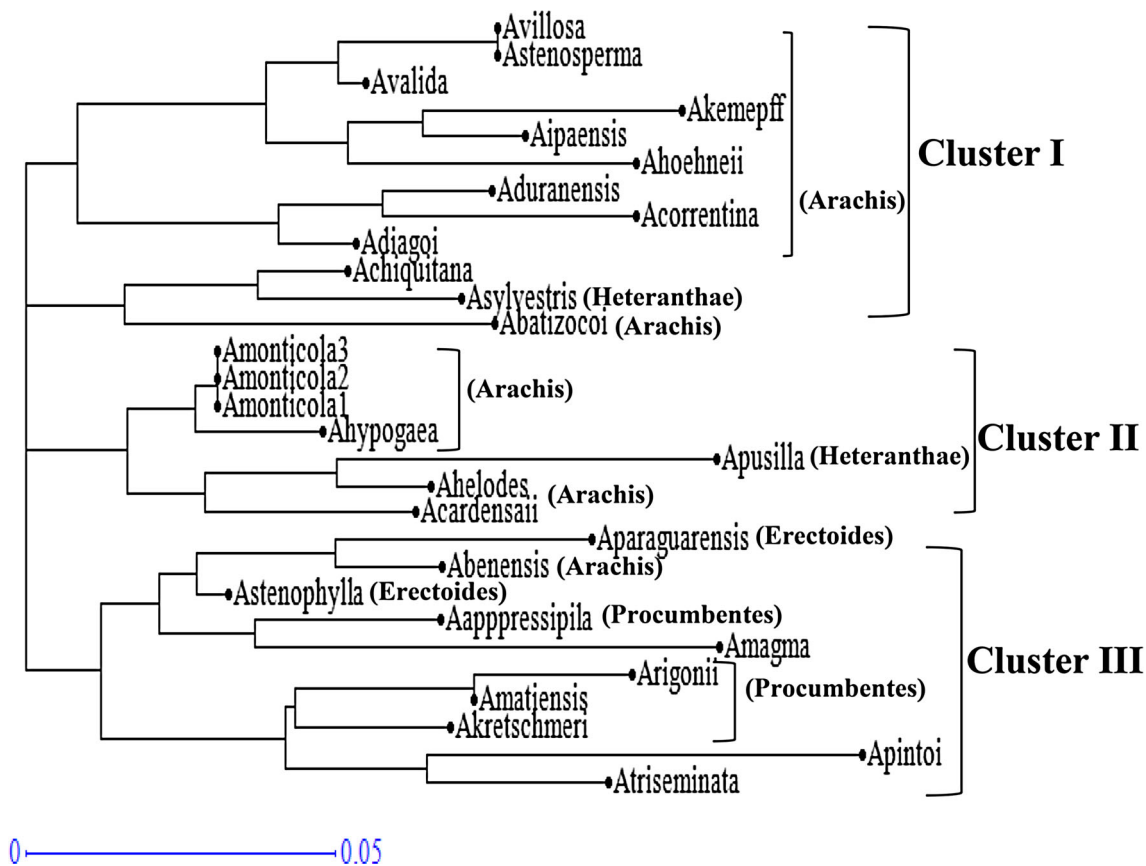 Avillosa
Astenosperma
Avalida
Akemepff
Aipaensis
Ahoehneii
Aduranensis
Acorrentina
Adiagoi
(Arachis)
Cluster I
Achiquitana
Asylvestris (Heteranthae)
Abatizocoi (Arachis)
Amonticola3
Amonticola2
Amonticola1
Ahypogaea
(Arachis)
Apusilla (Heteranthae)
Ahelodes
Acardensaii
(Arachis)
Cluster II
Aparaguarensis (Erectoides)
Abenensis (Arachis)
Astenophylla (Erectoides)
Aapppressipila (Procumbentes)
Amagma
Arigonii
Amatiensis
Akretschmeri
(Procumbentes)
Apintoi
Atriseminata
Cluster III
0 0.05